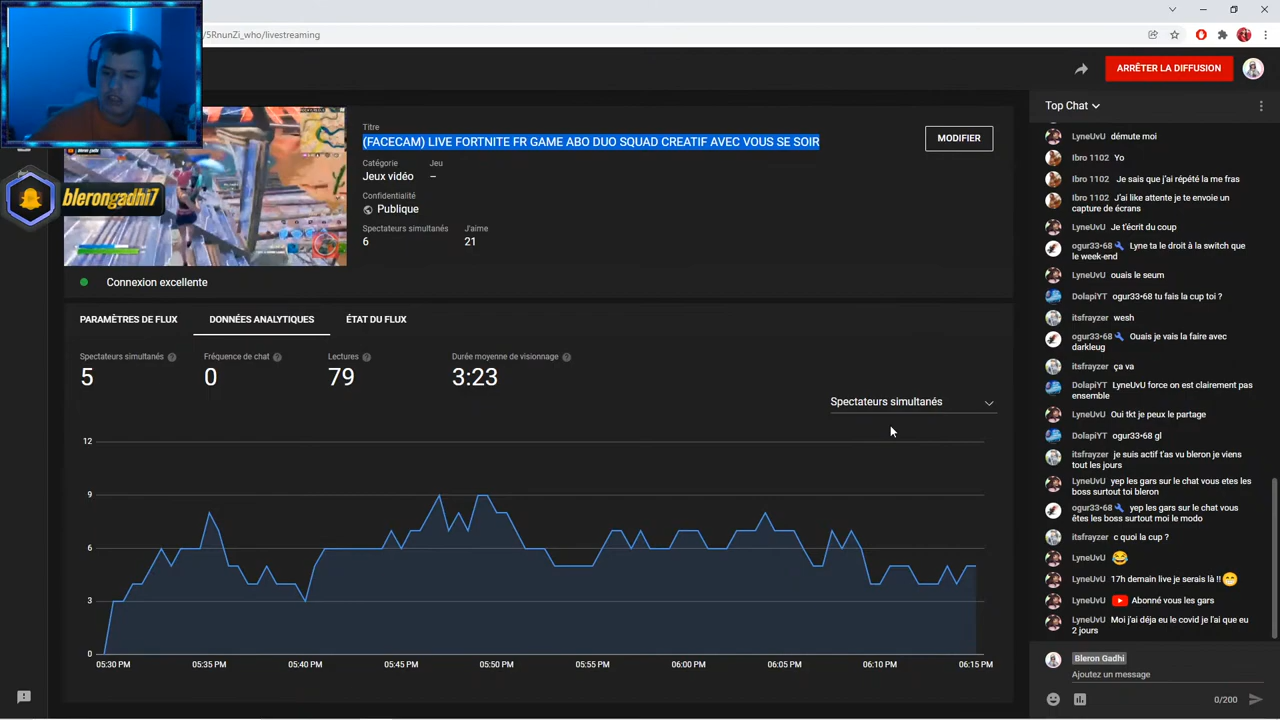 /5RnunZi_who/livestreaming
ARRÊTER LA DIFFUSION
blerongadhi7
Titre
(FACECAM) LIVE FORTNITE FR GAME ABO DUO SQUAD CREATIF AVEC VOUS SE SOIR
MODIFIER
Catégorie Jeu
Jeux vidéo –
Confidentialité
Publique
Spectateurs simultanés J'aime
6 21
Connexion excellente
PARAMÈTRES DE FLUX DONNÉES ANALYTIQUES ÉTAT DU FLUX
Spectateurs simultanés Fréquence de chat Lectures Durée moyenne de visionnage
5 0 79 3:23
Spectateurs simultanés
12
9
6
3
0
05:30 PM 05:35 PM 05:40 PM 05:45 PM 05:50 PM 05:55 PM 06:00 PM 06:05 PM 06:10 PM 06:15 PM
Top Chat
LyneUvU démute moi
Ibro 1102 Yo
Ibro 1102 Je sais que j'ai répété la me fras
Ibro 1102 J'ai like attente je te envoie un
capture de écrans
LyneUvU Je t'écrit du coup
ogur33•68 Lyne ta le droit à la switch que
le week-end
LyneUvU ouais le seum
DolapiYT ogur33•68 tu fais la cup toi ?
itsfrayzer wesh
ogur33•68 Ouais je vais la faire avec
darkleug
itsfrayzer ça va
DolapiYT LyneUvU force on est clairement pas
ensemble
LyneUvU Oui tkt je peux le partage
DolapiYT ogur33•68 gl
itsfrayzer je suis actif t'as vu bleron je viens
tout les jours
LyneUvU yep les gars sur le chat vous etes les
boss surtout toi bleron
ogur33•68 yep les gars sur le chat vous
êtes les boss surtout moi le modo
itsfrayzer c quoi la cup ?
LyneUvU 😂
LyneUvU 17h demain live je serais là !! 😁
LyneUvU Abonné vous les gars
LyneUvU Moi j'ai déja eu le covid je l'ai que eu
2 jours
Bleron Gadhi
Ajoutez un message
0/200